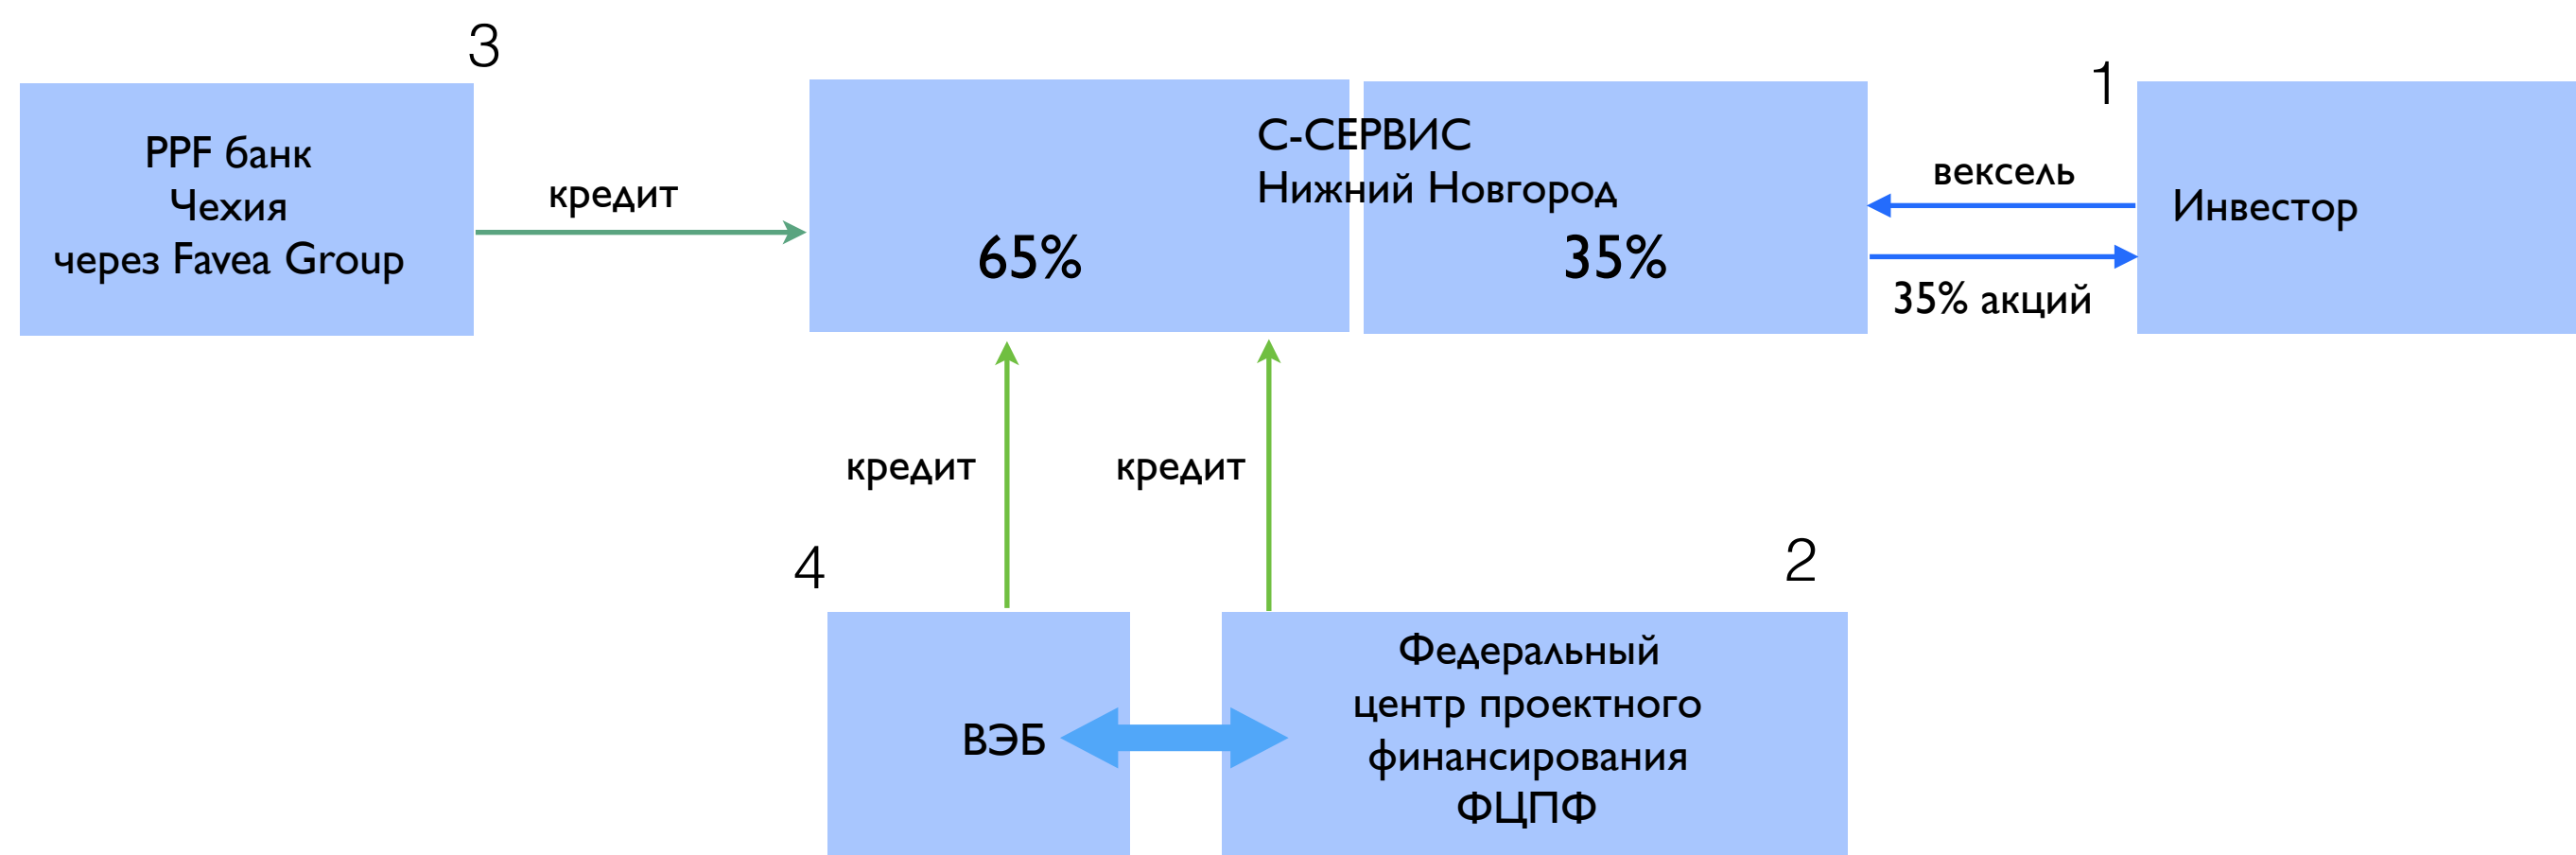 3
PPF банк
Чехия
через Favea Group
кредит
С-СЕРВИС
Нижний Новгород
65%
35%
1
вексель
35% акций
Инвестор
кредит
кредит
4
ВЭБ
2
Федеральный
центр проектного
финансирования
ФЦПФ